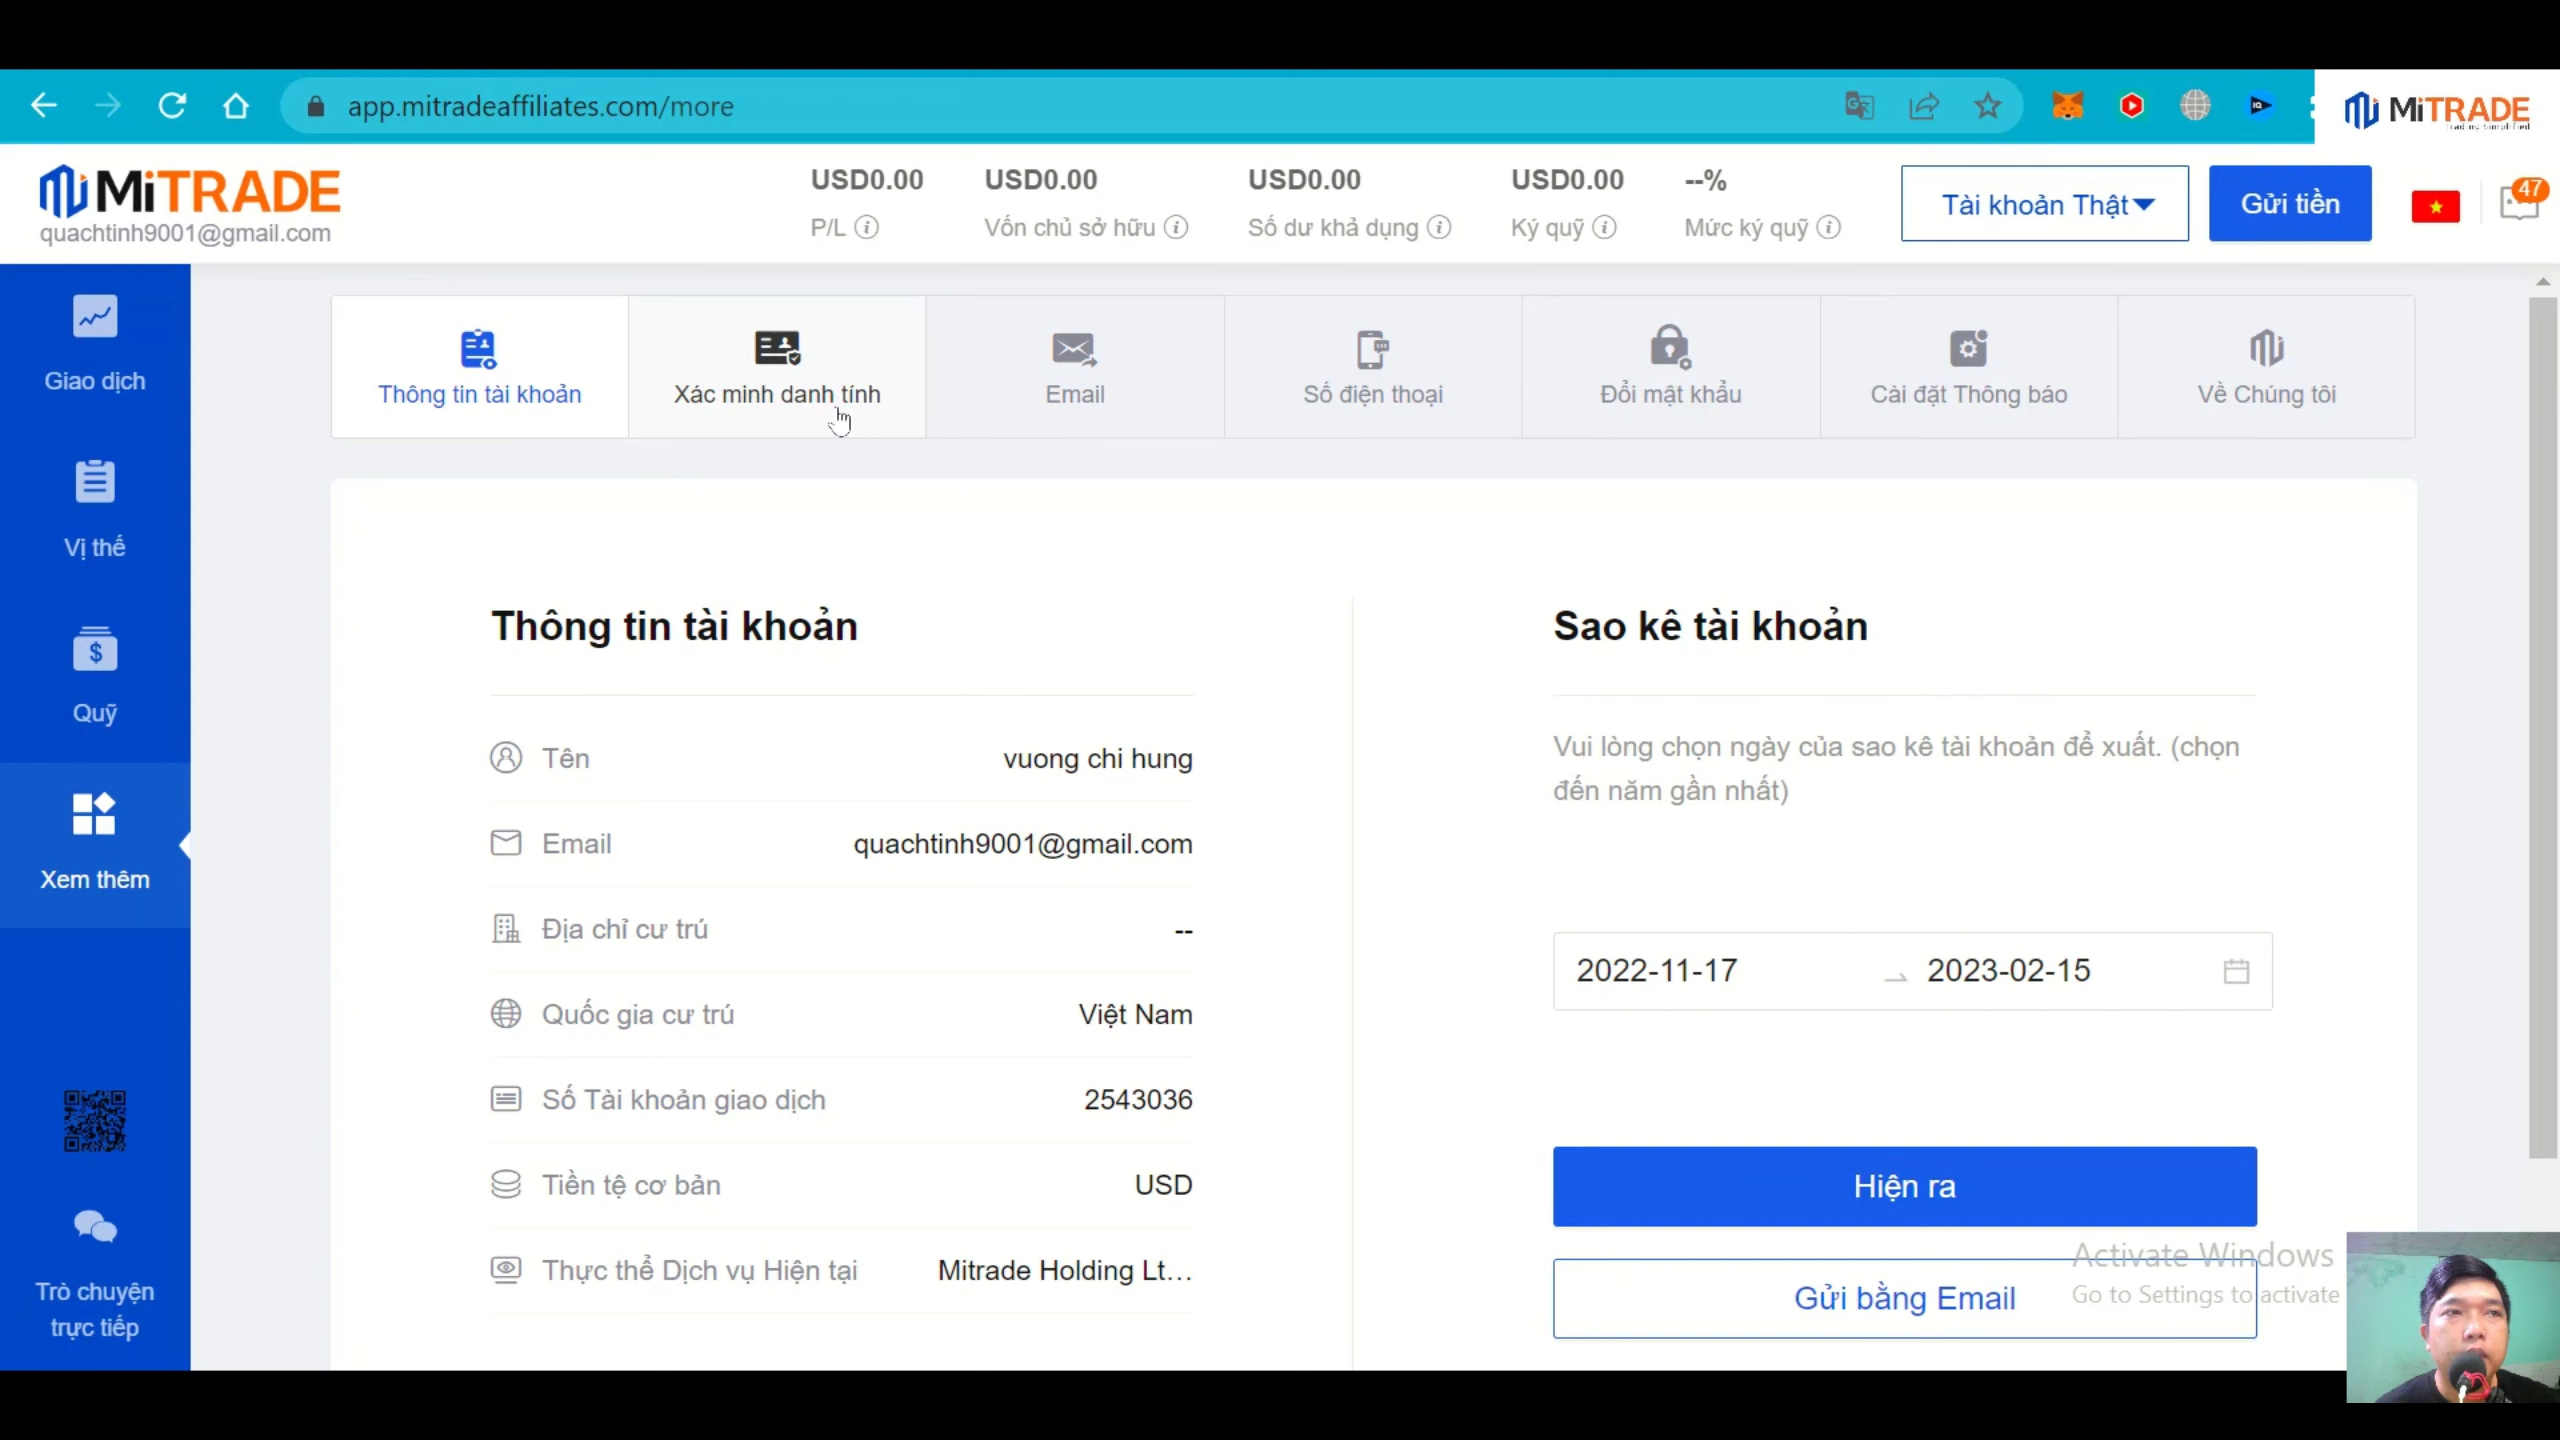 app.mitradeaffiliates.com/more
MiTRADE
MiTRADE
quachtinh9001@gmail.com
USD0.00
P/L
USD0.00
Vốn chủ sở hữu
USD0.00
Số dư khả dụng
USD0.00
Ký quỹ
--%
Mức ký quỹ
Tài khoản Thật
Gửi tiền
47
Giao dịch
Vị thế
Quỹ
Xem thêm
Trò chuyện
trực tiếp
Thông tin tài khoản
Xác minh danh tính
Email
Số điện thoại
Đổi mật khẩu
Cài đặt Thông báo
Về Chúng tôi
Thông tin tài khoản
Tên
vuong chi hung
Email
quachtinh9001@gmail.com
Địa chỉ cư trú
--
Quốc gia cư trú
Việt Nam
Số Tài khoản giao dịch
2543036
Tiền tệ cơ bản
USD
Thực thể Dịch vụ Hiện tại
Mitrade Holding Lt...
Sao kê tài khoản
Vui lòng chọn ngày của sao kê tài khoản để xuất. (chọn
đến năm gần nhất)
2022-11-17
2023-02-15
Hiện ra
Gửi bằng Email
Activate Windows
Go to Settings to activate